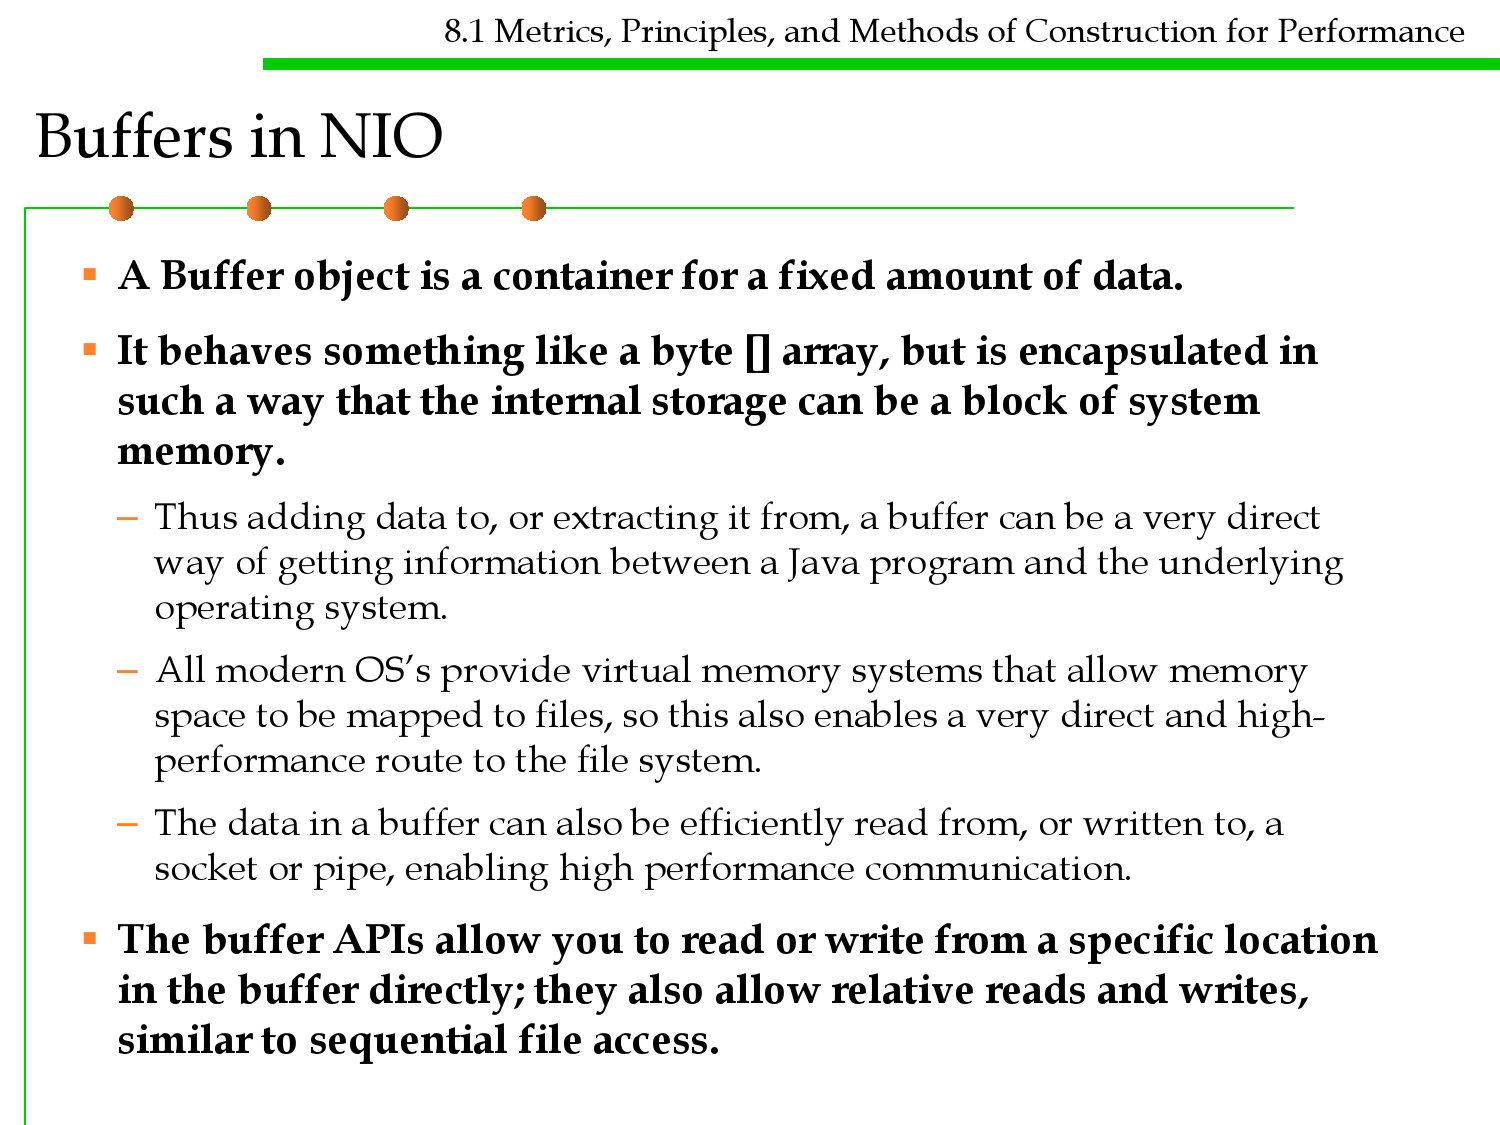 8.1 Metrics, Principles, and Methods of Construction for Performance
Buffers in NIO
▪ A Buffer object is a container for a fixed amount of data.
▪ It behaves something like a byte [] array, but is encapsulated in
such a way that the internal storage can be a block of system
memory.
– Thus adding data to, or extracting it from, a buffer can be a very direct
way of getting information between a Java program and the underlying
operating system.
– All modern OS’s provide virtual memory systems that allow memory
space to be mapped to files, so this also enables a very direct and high-
performance route to the file system.
– The data in a buffer can also be efficiently read from, or written to, a
socket or pipe, enabling high performance communication.
▪ The buffer APIs allow you to read or write from a specific location
in the buffer directly; they also allow relative reads and writes,
similar to sequential file access.